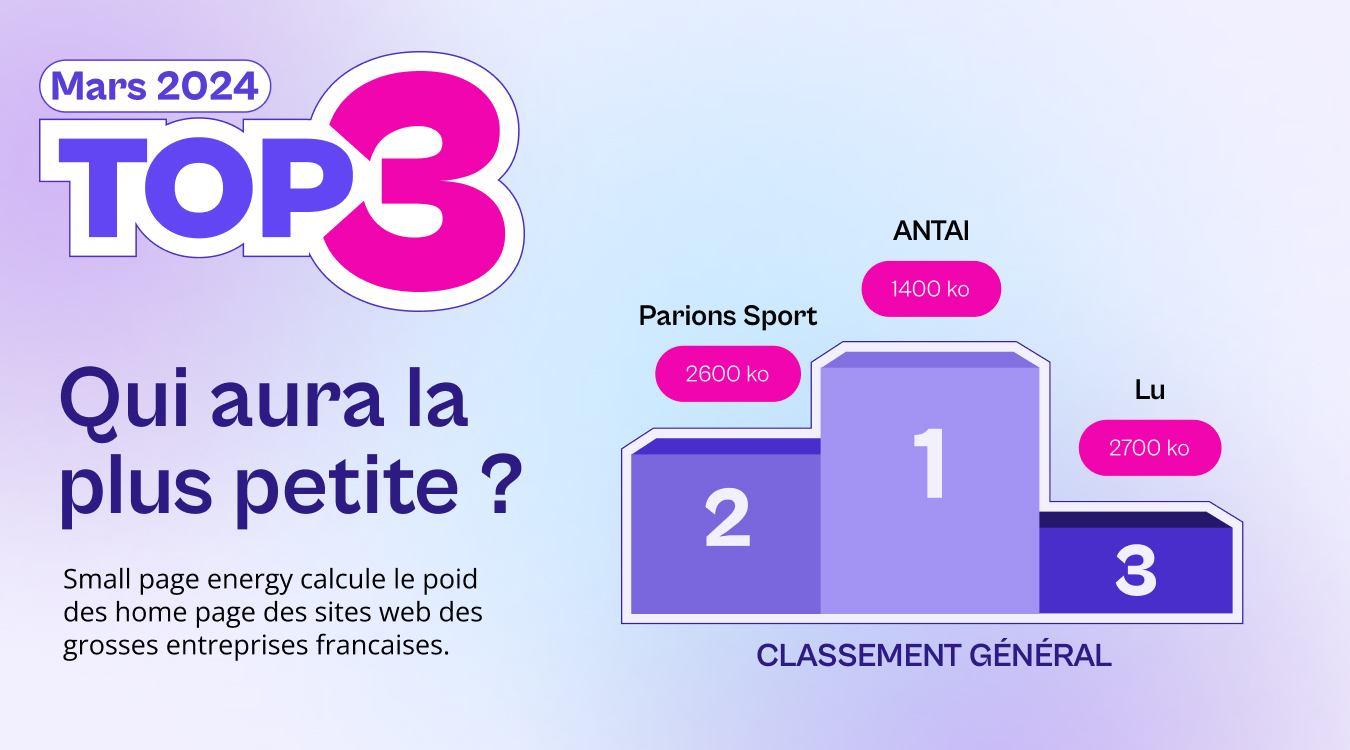 Mars 2024
TOP3
Qui aura la
plus petite ?
Small page energy calcule le poid
des home page des sites web des
grosses entreprises francaises.
ANTAI
1400 ko
Parions Sport
2600 ko
Lu
2700 ko
1
2
3
CLASSEMENT GÉNÉRAL